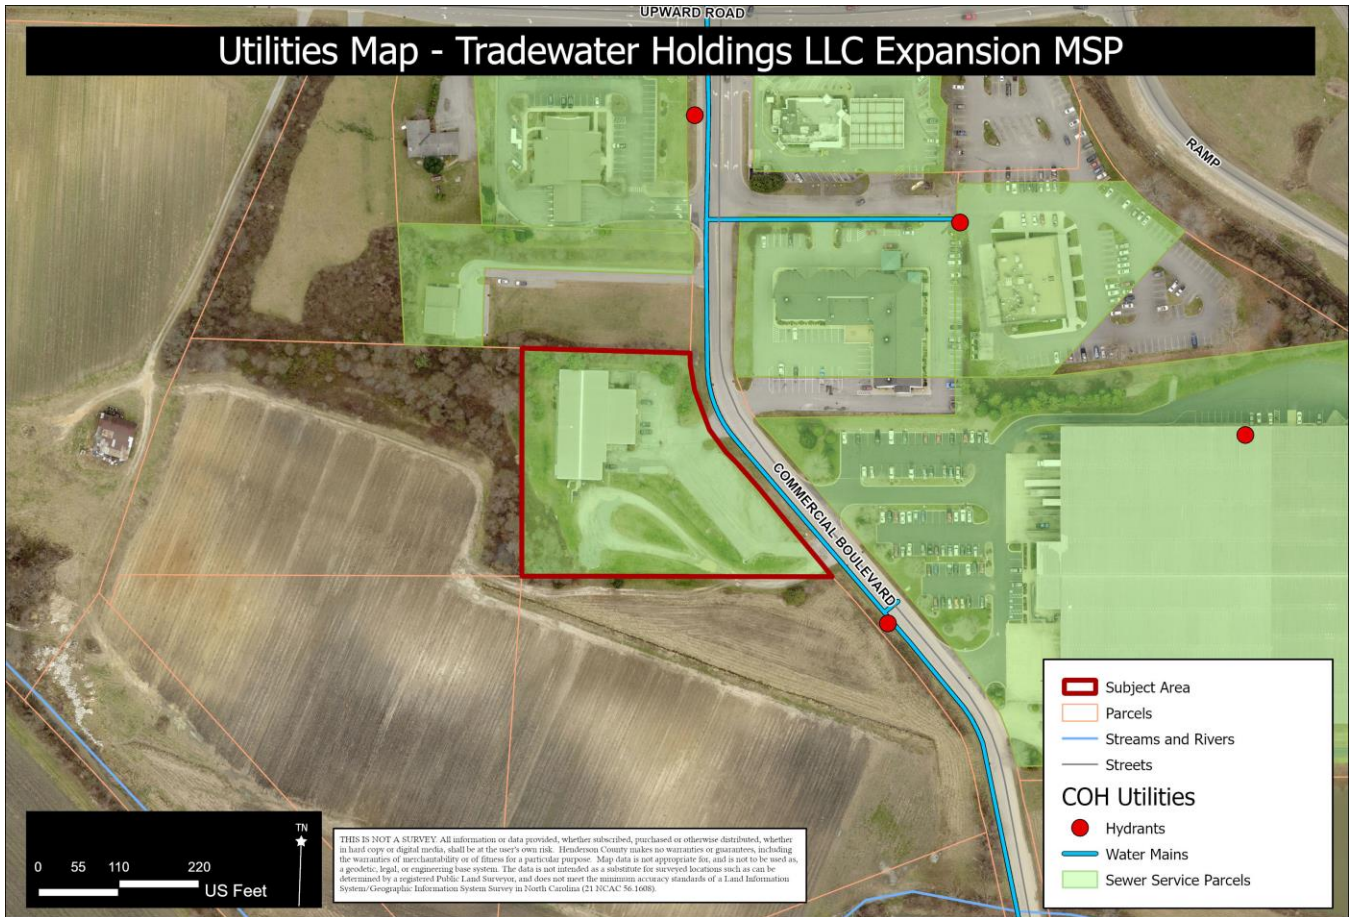 UPWARD ROAD
Utilities Map - Tradewater Holdings LLC Expansion MSP
RAMP
COMMERCIAL BOULEVARD
Subject Area
Parcels
Streams and Rivers
Streets
COH Utilities
Hydrants
Water Mains
Sewer Service Parcels
TN
0 55 110 220
US Feet
THIS IS NOT A SURVEY. All information or data provided, whether subscribed, purchased or otherwise distributed, whether
in hard copy or digital media, shall be at the user's own risk. Henderson County makes no warranties or guarantees, including
the warranties of merchantability or of fitness for a particular purpose. Map data is not appropriate for, and is not to be used as,
a geodetic, legal, or engineering base system. The data is not intended as a substitute for surveyed locations such as can be
determined by a registered Public Land Surveyor, and does not meet the minimum accuracy standards of a Land Information
System/Geographic Information System Survey in North Carolina (21 NCAC 56.1608).